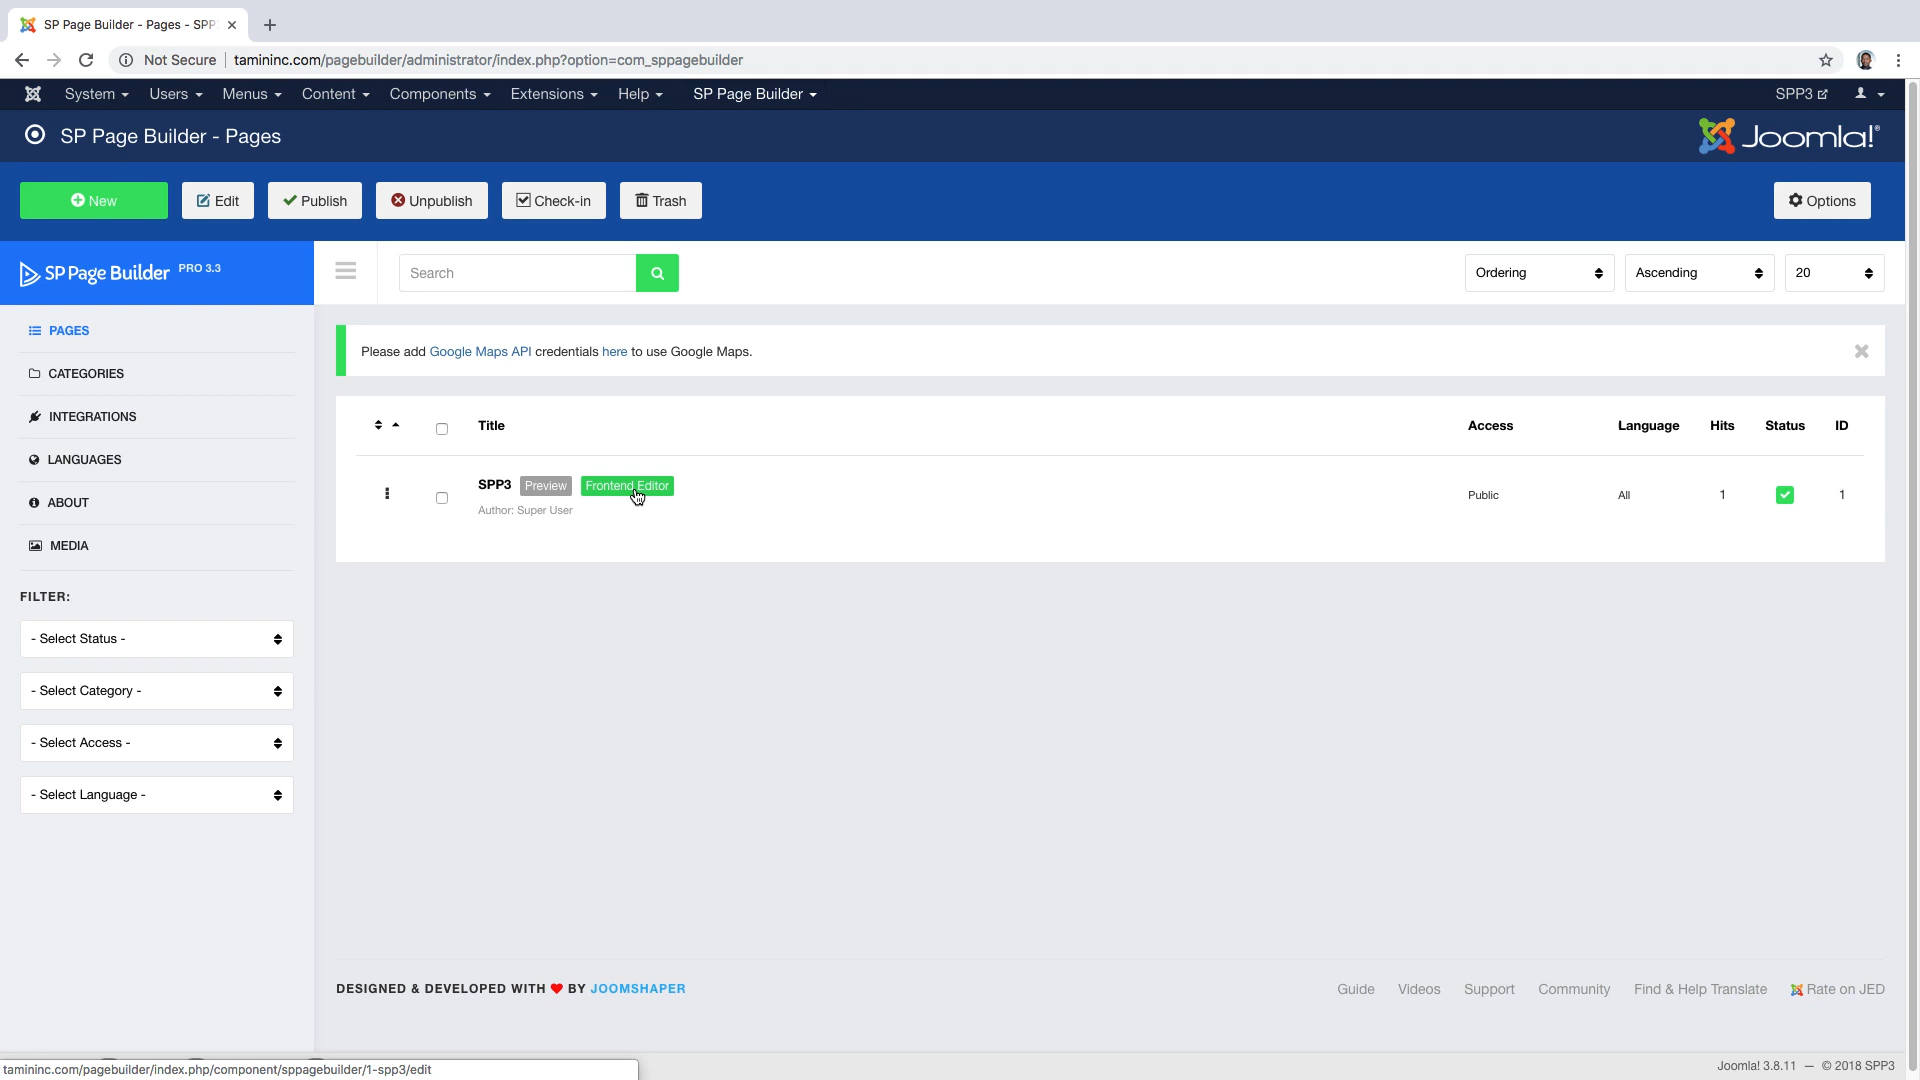 SP Page Builder - Pages - SPP
Not Secure
tamininc.com/pagebuilder/administrator/index.php?option=com_sppagebuilder
System
Users
Menus
Content
Components
Extensions
Help
SP Page Builder
SPP3
SP Page Builder - Pages
Joomla!®
New
Edit
Publish
Unpublish
Check-in
Trash
Options
SP Page Builder PRO 3.3
Search
Ordering
Ascending
20
PAGES
CATEGORIES
INTEGRATIONS
LANGUAGES
ABOUT
MEDIA
FILTER:
- Select Status -
- Select Category -
- Select Access -
- Select Language -
Please add Google Maps API credentials here to use Google Maps.
Title
Access
Language
Hits
Status
ID
SPP3
Preview
Frontend Editor
Author: Super User
Public
All
1
1
DESIGNED & DEVELOPED WITH ❤ BY JOOMSHAPER
Guide
Videos
Support
Community
Find & Help Translate
Rate on JED
tamininc.com/pagebuilder/index.php/component/sppagebuilder/1-spp3/edit
Joomla! 3.8.11 — © 2018 SPP3